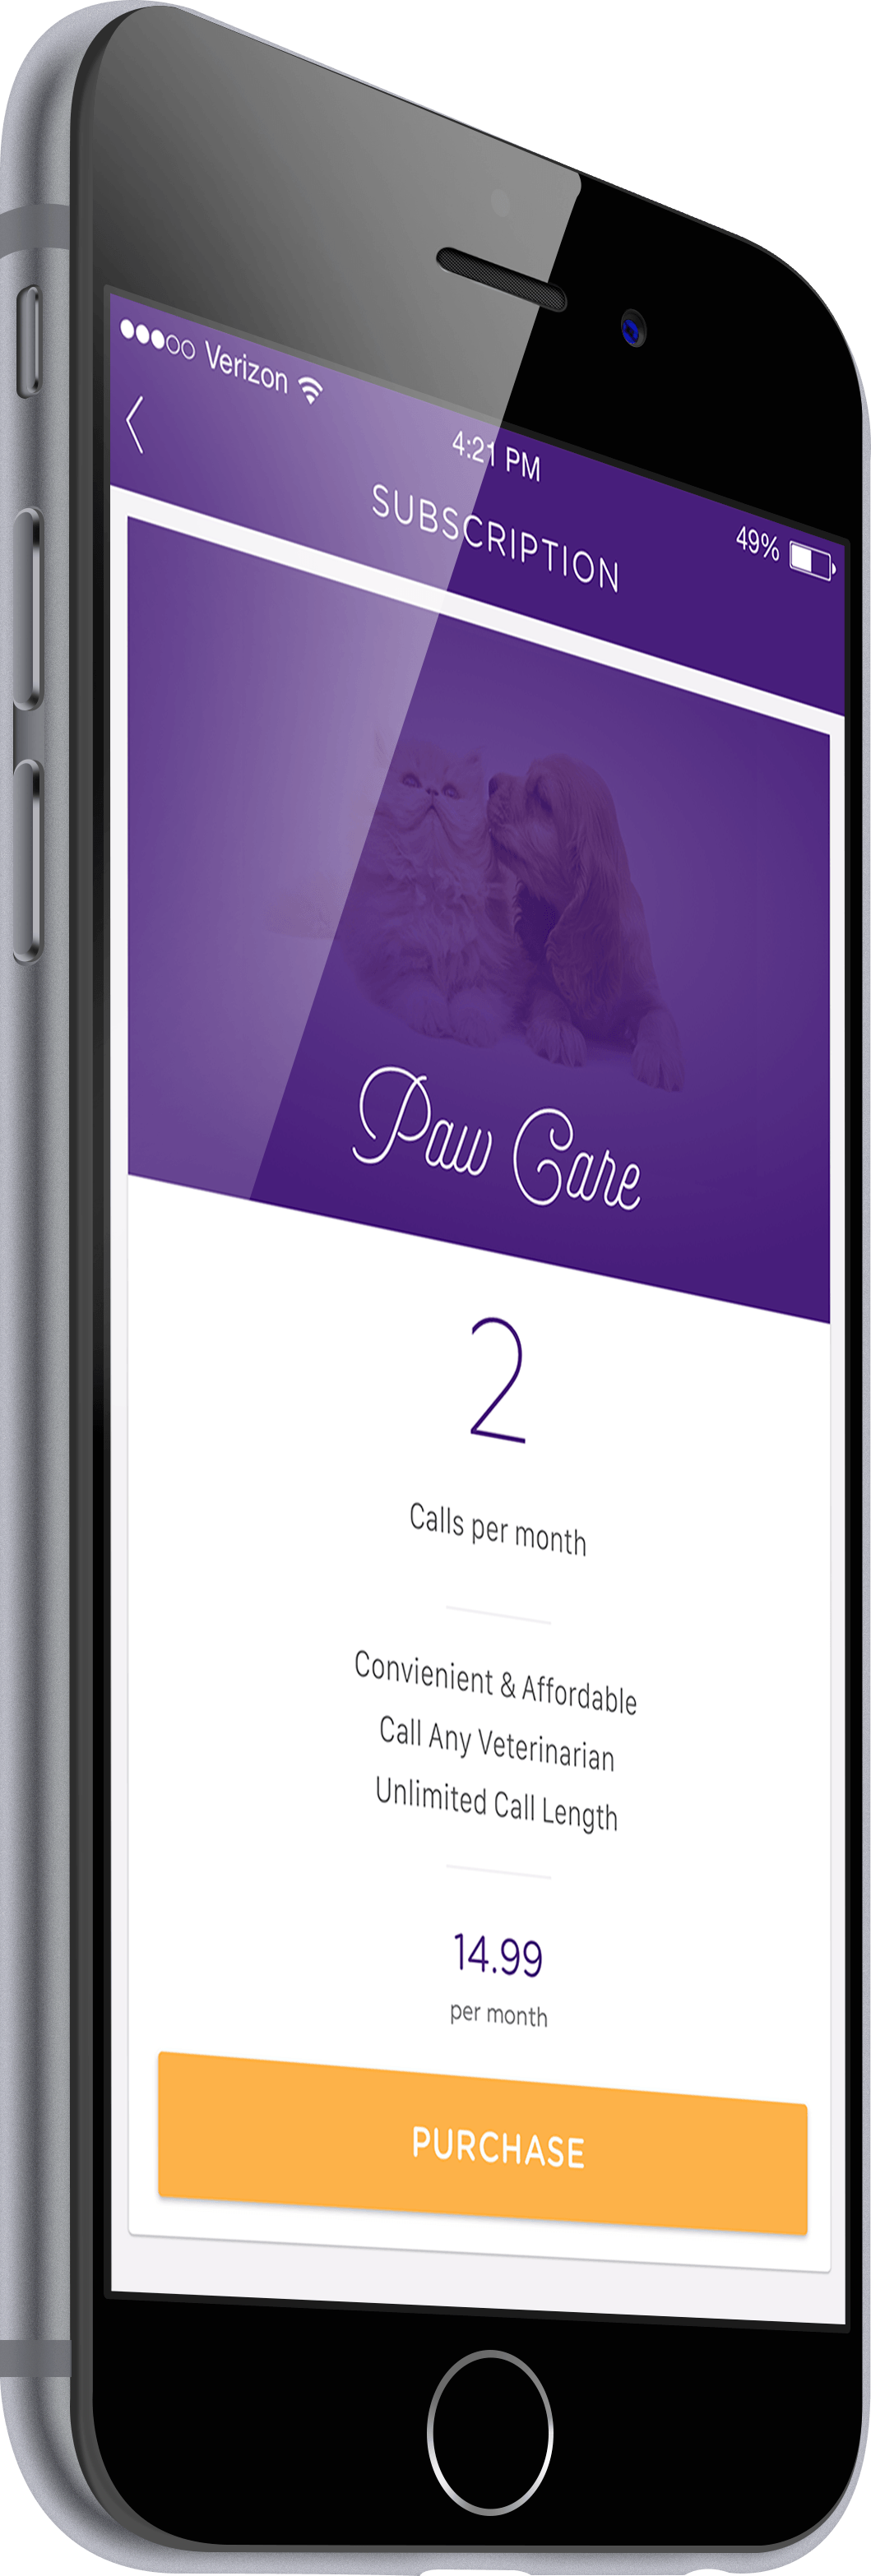 Verizon
4:21 PM
49%
SUBSCRIPTION
Paw Care
2
Calls per month
Convienient & Affordable
Call Any Veterinarian
Unlimited Call Length
14.99
per month
PURCHASE